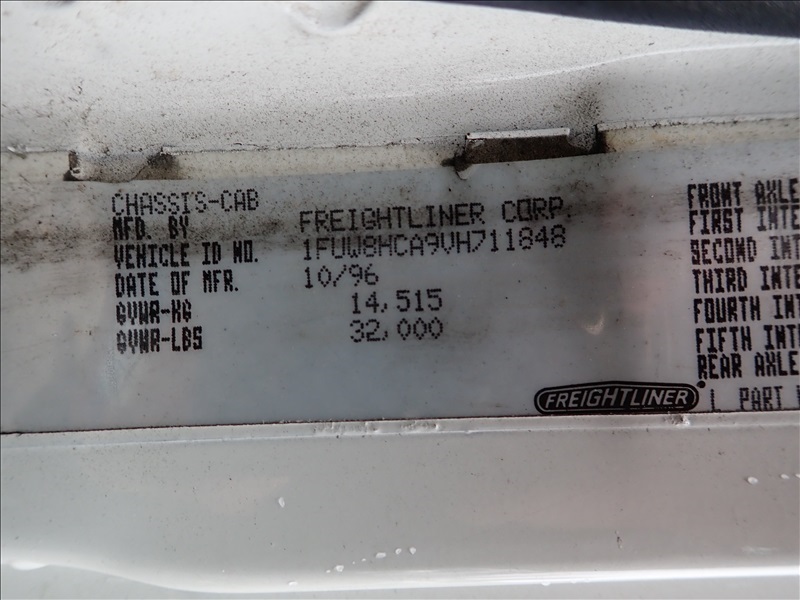 CHASSIS-CAB
MFD. BY FREIGHTLINER CORP.
VEHICLE ID NO. 1FUW8HCA9VH711848
DATE OF MFR. 10/96
GVWR-KG 14,515
GVWR-LBS 32,000
FRONT AXLE
FIRST INTE
SECOND INT
THIRD INTE
FOURTH INT
FIFTH INT
REAR AXLE
FREIGHTLINER
PART